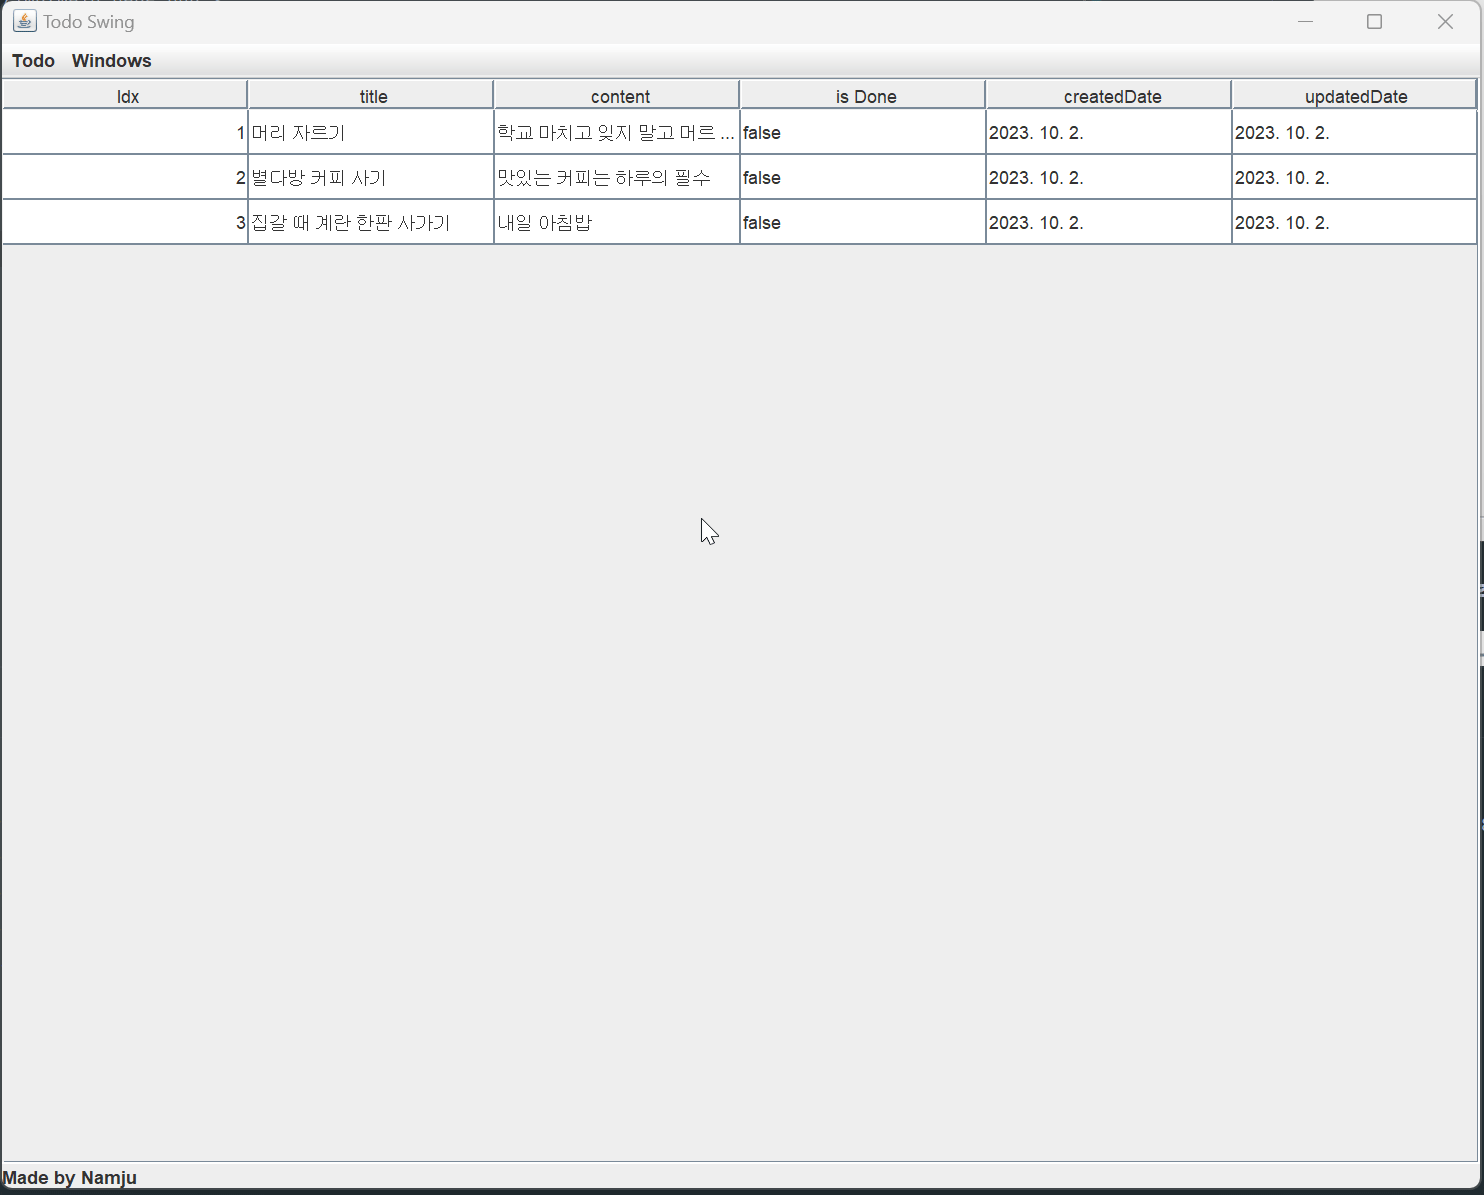 Todo Swing
Todo Windows
Idx title content is Done createdDate updatedDate
1 머리 자르기 학교 마치고 잊지 말고 머르 ... false 2023. 10. 2. 2023. 10. 2.
2 별다방 커피 사기 맛있는 커피는 하루의 필수 false 2023. 10. 2. 2023. 10. 2.
3 집갈 때 계란 한판 사가기 내일 아침밥 false 2023. 10. 2. 2023. 10. 2.
Made by Namju